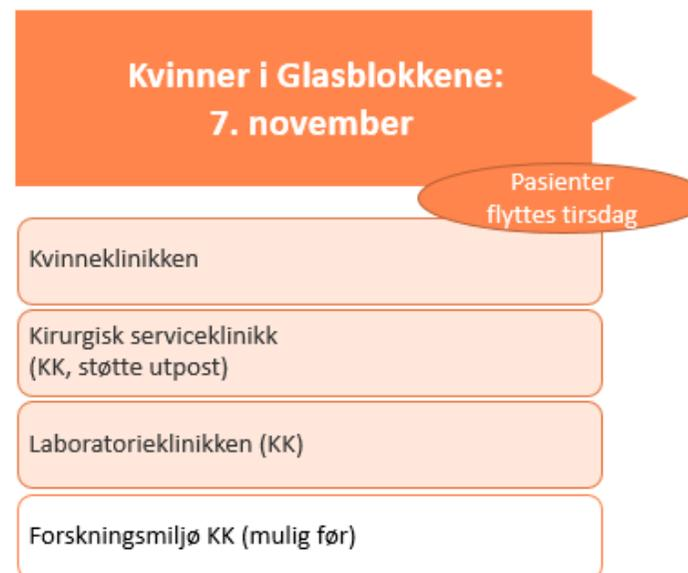 Kvinner i Glasblokkene:
7. november
Pasienter
flyttes tirsdag
Kvinneklinikken
Kirurgisk serviceklinikk
(KK, støtte utpost)
Laboratorieklinikken (KK)
Forskningsmiljø KK (mulig før)